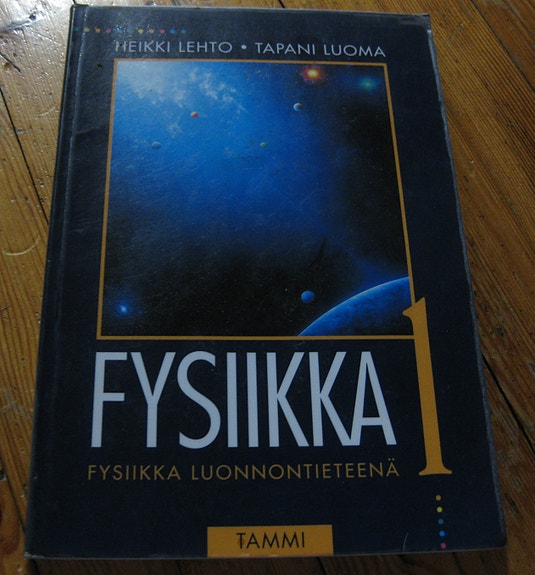 HEIKKI LEHTO • TAPANI LUOMA
FYSIIKKA 1
FYSIIKKA LUONNONTIETEENÄ
TAMMI